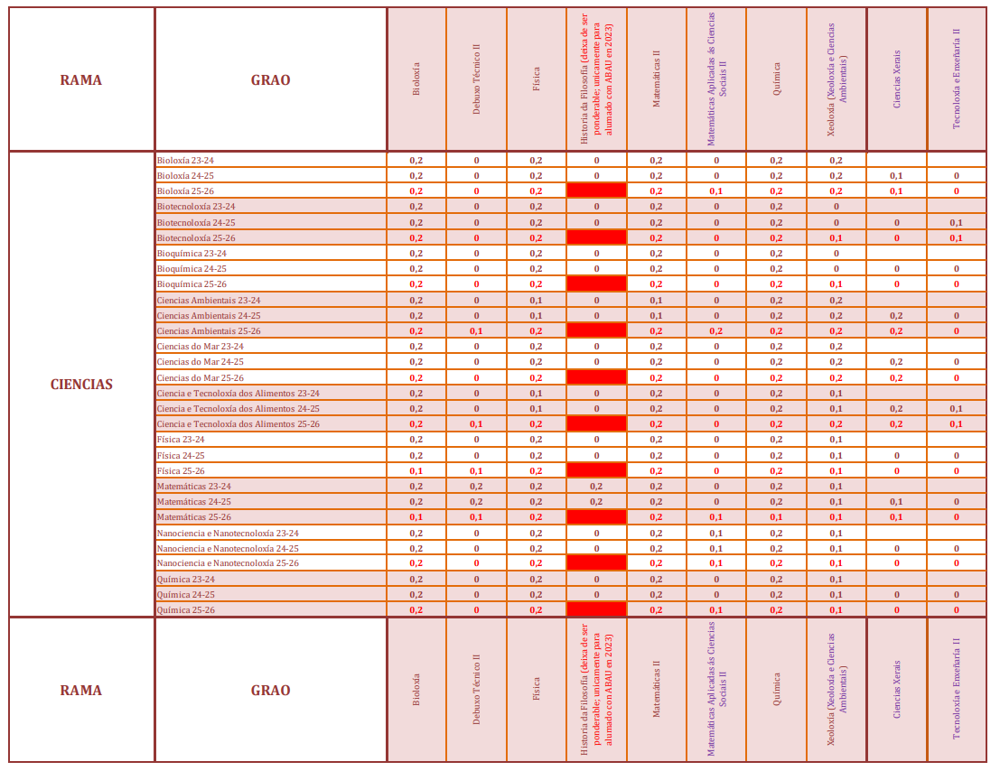 RAMA
GRAO
Bioloxía
Debuxo Técnico II
Física
Historia da Filosofía (deixa de ser
ponderable; unicamente para
alumado con ABAU en 2023)
Matemáticas II
Matemáticas Aplicadas ás Ciencias
Sociais II
Química
Xeoloxía (Xeoloxía e Ciencias
Ambientais)
Ciencias Xerais
Tecnoloxía e Enxeñaría II
CIENCIAS
Bioloxía 23-24 0,2 0 0,2 0 0,2 0 0,2 0,2
Bioloxía 24-25 0,2 0 0,2 0 0,2 0 0,2 0,2 0,1 0
Bioloxía 25-26 0,2 0 0,2 0,2 0,1 0,2 0,2 0,1 0
Biotecnoloxía 23-24 0,2 0 0,2 0 0,2 0 0,2 0
Biotecnoloxía 24-25 0,2 0 0,2 0 0,2 0 0,2 0 0 0,1
Biotecnoloxía 25-26 0,2 0 0,2 0,2 0 0,2 0,1 0 0,1
Bioquímica 23-24 0,2 0 0,2 0 0,2 0 0,2 0
Bioquímica 24-25 0,2 0 0,2 0 0,2 0 0,2 0 0 0
Bioquímica 25-26 0,2 0 0,2 0,2 0 0,2 0,1 0 0
Ciencias Ambientais 23-24 0,2 0 0,1 0 0,1 0 0,2 0,2
Ciencias Ambientais 24-25 0,2 0 0,1 0 0,1 0 0,2 0,2 0,2 0
Ciencias Ambientais 25-26 0,2 0,1 0,2 0,2 0,2 0,2 0,2 0,2 0
Ciencias do Mar 23-24 0,2 0 0,2 0 0,2 0 0,2 0,2
Ciencias do Mar 24-25 0,2 0 0,2 0 0,2 0 0,2 0,2 0,2 0
Ciencias do Mar 25-26 0,2 0 0,2 0,2 0 0,2 0,2 0,2 0
Ciencia e Tecnoloxía dos Alimentos 23-24 0,2 0 0,1 0 0,2 0 0,2 0,1
Ciencia e Tecnoloxía dos Alimentos 24-25 0,2 0 0,1 0 0,2 0 0,2 0,1 0,2 0,1
Ciencia e Tecnoloxía dos Alimentos 25-26 0,2 0,1 0,2 0,2 0 0,2 0,2 0,2 0,1
Física 23-24 0,2 0 0,2 0 0,2 0 0,2 0,1
Física 24-25 0,2 0 0,2 0 0,2 0 0,2 0,1 0 0
Física 25-26 0,1 0,1 0,2 0,2 0 0,2 0,1 0 0
Matemáticas 23-24 0,2 0,2 0,2 0,2 0,2 0 0,2 0,1
Matemáticas 24-25 0,2 0,2 0,2 0,2 0,2 0 0,2 0,1 0,1 0
Matemáticas 25-26 0,1 0,1 0,2 0,2 0,1 0,1 0,1 0,1 0
Nanociencia e Nanotecnoloxía 23-24 0,2 0 0,2 0 0,2 0,1 0,2 0,1
Nanociencia e Nanotecnoloxía 24-25 0,2 0 0,2 0 0,2 0,1 0,2 0,1 0 0
Nanociencia e Nanotecnoloxía 25-26 0,2 0 0,2 0,2 0,1 0,2 0,1 0 0
Química 23-24 0,2 0 0,2 0 0,2 0 0,2 0,1
Química 24-25 0,2 0 0,2 0 0,2 0 0,2 0,1 0 0
Química 25-26 0,2 0 0,2 0,2 0,1 0,2 0,1 0 0
RAMA
GRAO
Bioloxía
Debuxo Técnico II
Física
Historia da Filosofía (deixa de ser
ponderable; unicamente para
alumado con ABAU en 2023)
Matemáticas II
Matemáticas Aplicadas ás Ciencias
Sociais II
Química
Xeoloxía (Xeoloxía e Ciencias
Ambientais)
Ciencias Xerais
Tecnoloxía e Enxeñaría II